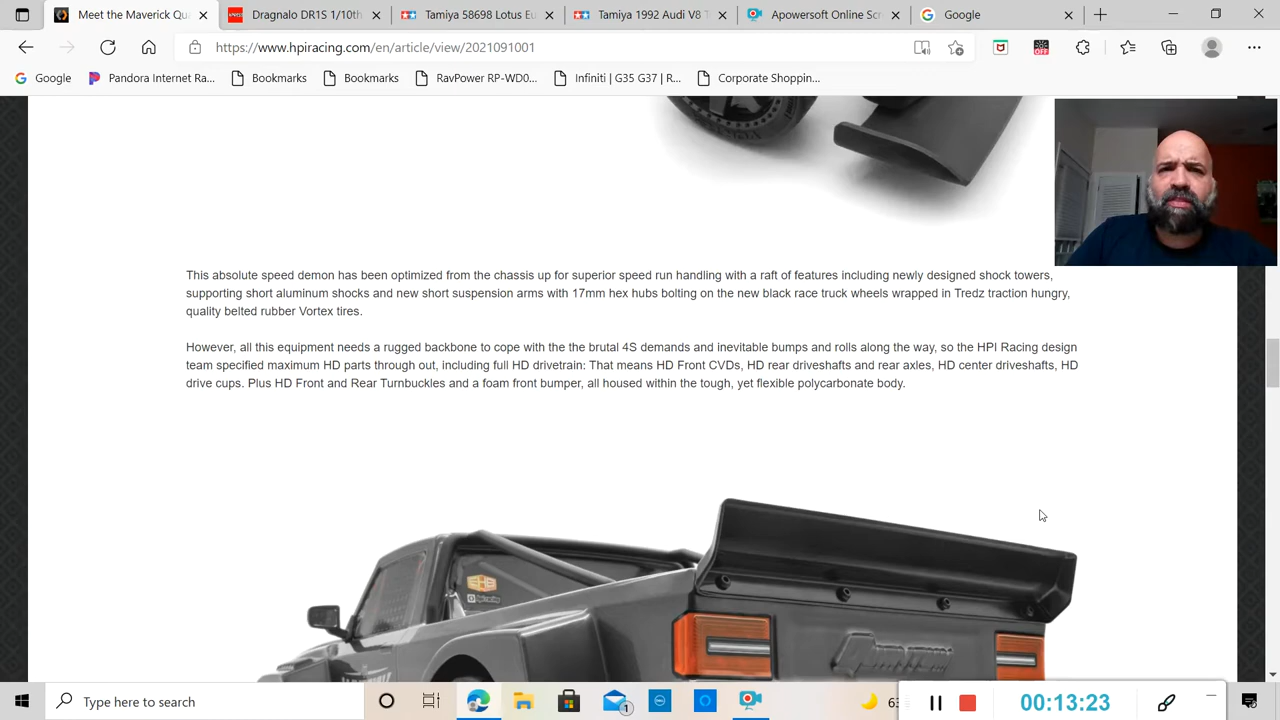 Meet the Maverick Qua
Dragnalo DR1S 1/10th
Tamiya 58698 Lotus Eu
Tamiya 1992 Audi V8 T
Apowersoft Online Scr
Google
https://www.hpiracing.com/en/article/view/2021091001
Google
Pandora Internet Ra...
Bookmarks
Bookmarks
RavPower RP-WD0...
Infiniti | G35 G37 | R...
Corporate Shoppin...
This absolute speed demon has been optimized from the chassis up for superior speed run handling with a raft of features including newly designed shock towers,
supporting short aluminum shocks and new short suspension arms with 17mm hex hubs bolting on the new black race truck wheels wrapped in Tredz traction hungry,
quality belted rubber Vortex tires.
However, all this equipment needs a rugged backbone to cope with the the brutal 4S demands and inevitable bumps and rolls along the way, so the HPI Racing design
team specified maximum HD parts through out, including full HD drivetrain: That means HD Front CVDs, HD rear driveshafts and rear axles, HD center driveshafts, HD
drive cups. Plus HD Front and Rear Turnbuckles and a foam front bumper, all housed within the tough, yet flexible polycarbonate body.
Type here to search
1
00:13:23